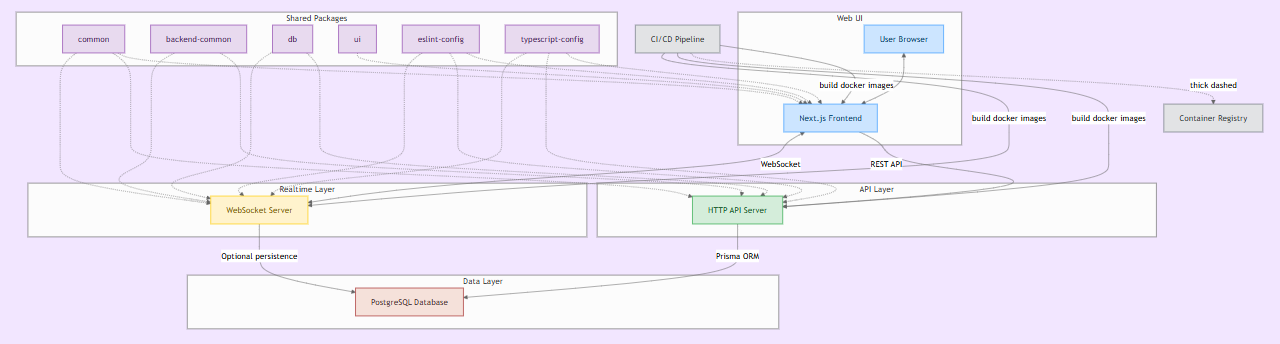 Shared Packages
Web UI
common
backend-common
db
ui
eslint-config
typescript-config
CI/CD Pipeline
User Browser
build docker images
thick dashed
Next.js Frontend
build docker images
build docker images
Container Registry
WebSocket
REST API
Realtime Layer
API Layer
WebSocket Server
HTTP API Server
Optional persistence
Prisma ORM
Data Layer
PostgreSQL Database